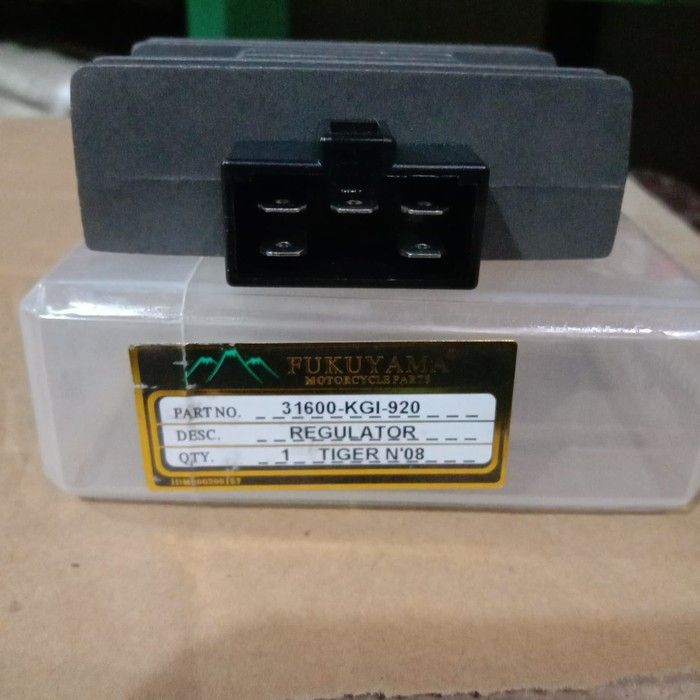 FUKUYAMA
MOTORCYCLE PARTS
PART NO. 31600-KGI-920
DESC. REGULATOR
QTY. 1 TIGER N'08